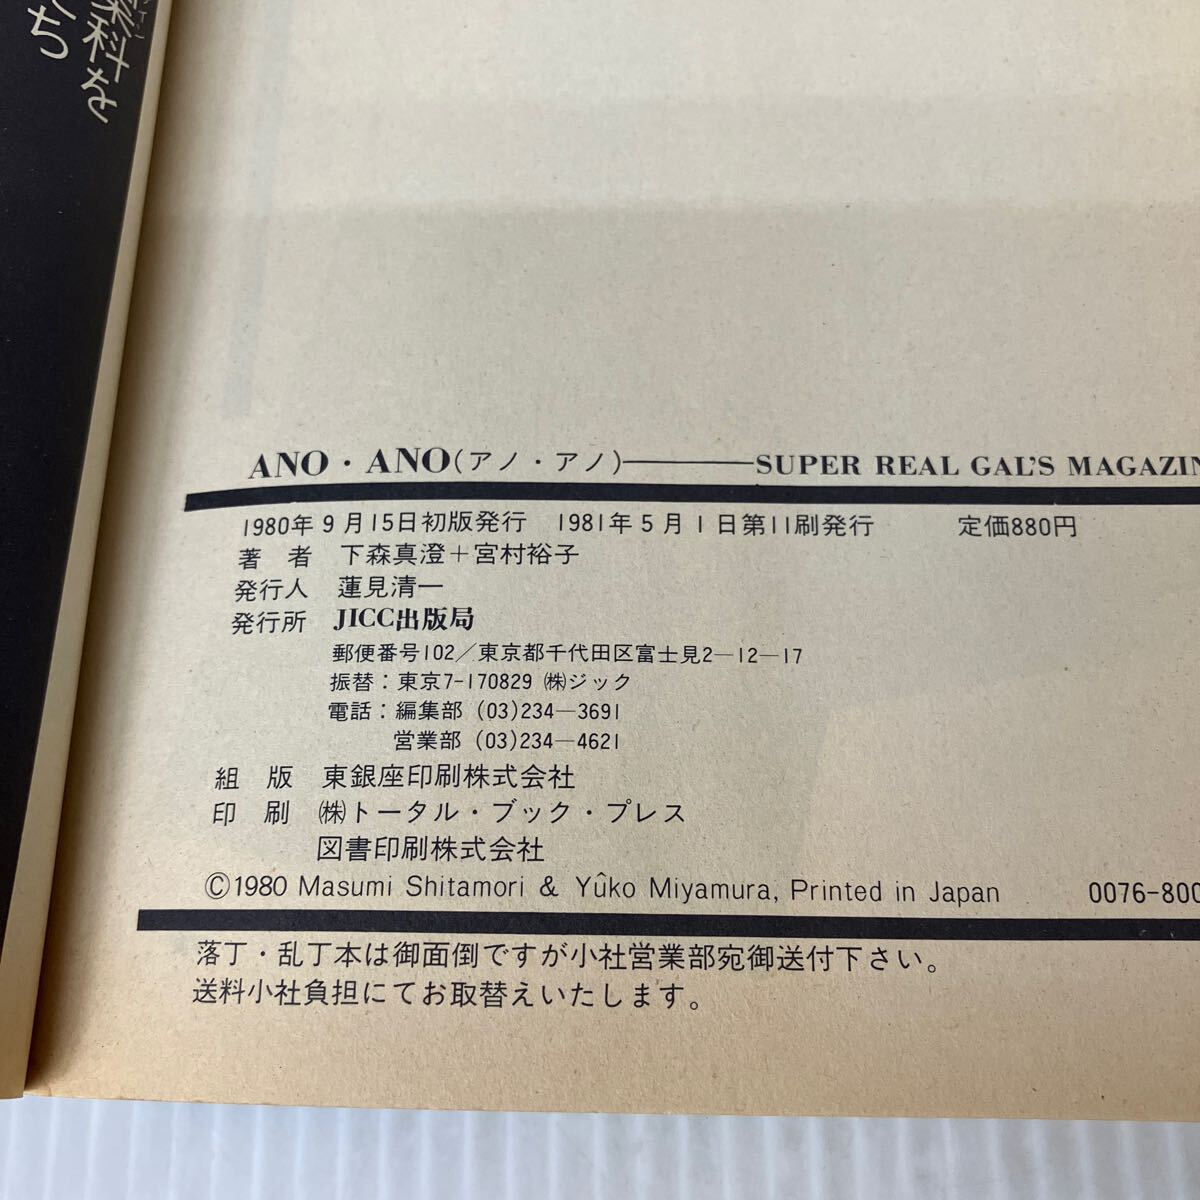 科を
ち
ANO・ANO(アノ・アノ)———SUPER REAL GAL'S MAGAZIN
1980年9月15日初版発行 1981年5月1日第11刷発行 定価880円
著者 下森真澄+宮村裕子
発行人 蓮見清一
発行所 JICC出版局
郵便番号102/東京都千代田区富士見2—12—17
振替:東京7-170829 ㈱ジック
電話:編集部 (03)234—3691
営業部 (03)234—4621
組版 東銀座印刷株式会社
印刷 ㈱トータル・ブック・プレス
図書印刷株式会社
©1980 Masumi Shitamori & Yûko Miyamura, Printed in Japan 0076-800
落丁・乱丁本は御面倒ですが小社営業部宛御送付下さい。
送料小社負担にてお取替えいたします。